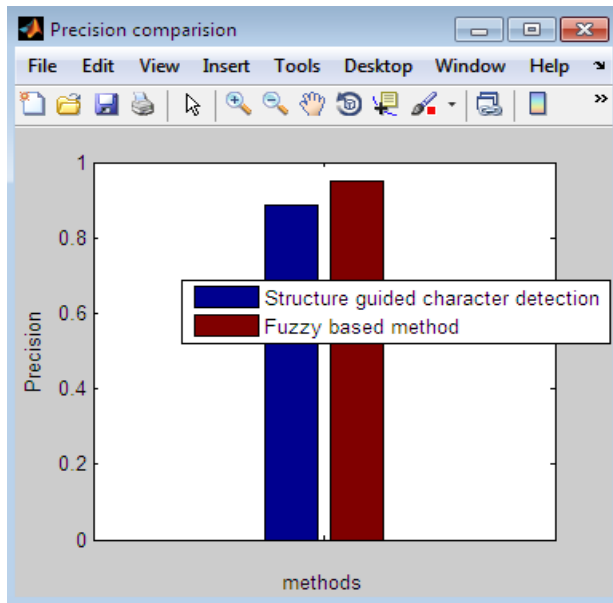 Precision comparision
File Edit View Insert Tools Desktop Window Help
1
0.8
0.6
0.4
0.2
0
Precision
Structure guided character detection
Fuzzy based method
methods